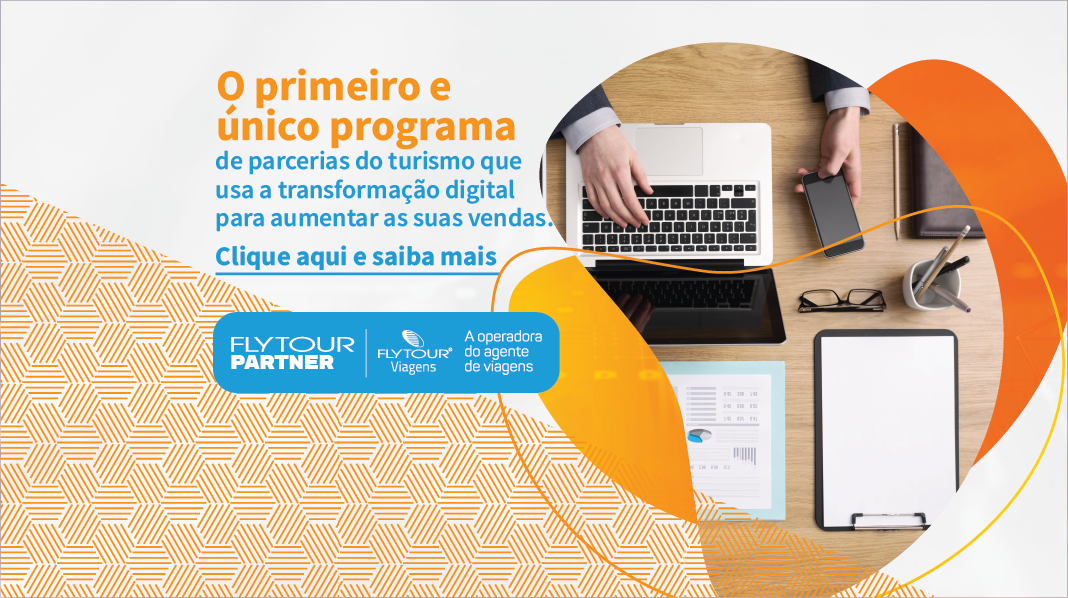 O primeiro e
único programa
de parcerias do turismo que
usa a transformação digital
para aumentar as suas vendas.
Clique aqui e saiba mais
FLYTOUR
PARTNER
FLYTOUR®
Viagens
A operadora
do agente
de viagens